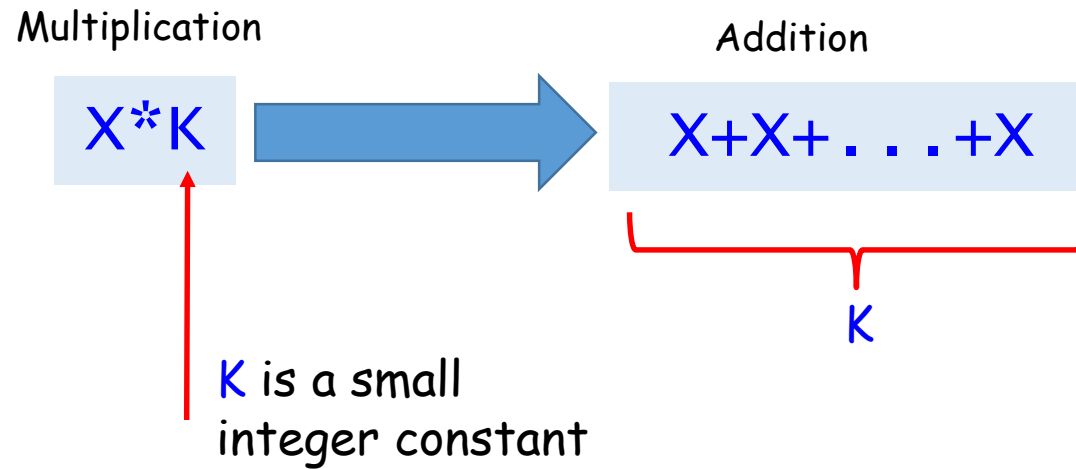 Multiplication
Addition
X*K
X+X+...+X
K
K is a small
integer constant